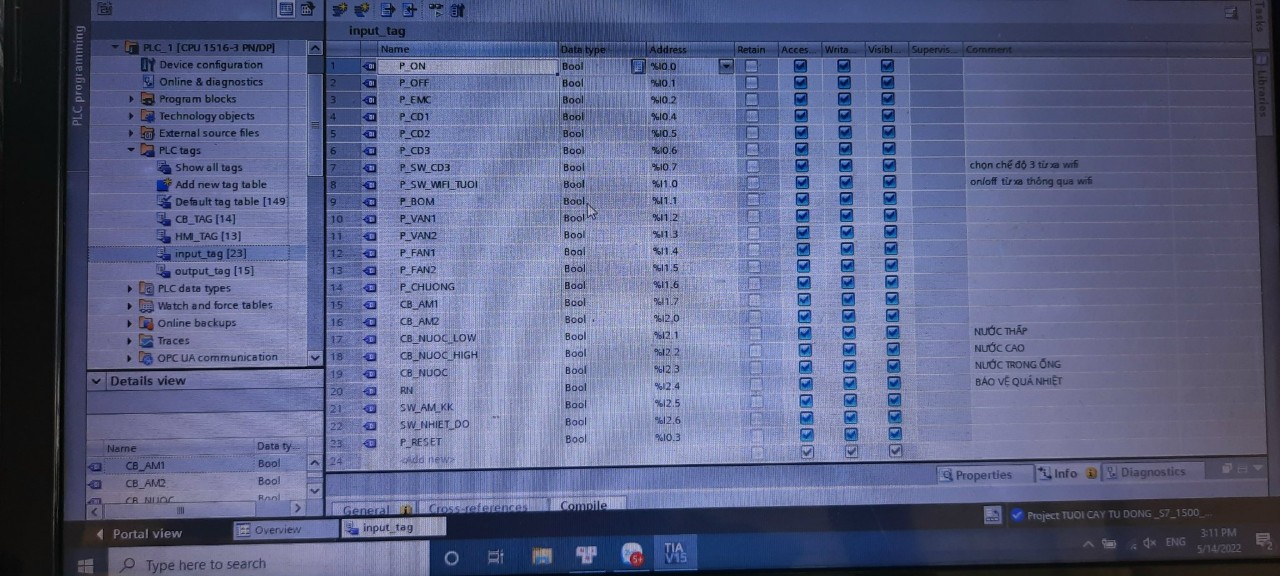 input_tag
PLC programming
Tasks
Libraries
PLC_1 [CPU 1516-3 PN/DP]
Device configuration
Online & diagnostics
Program blocks
Technology objects
External source files
PLC tags
Show all tags
Add new tag table
Default tag table [149]
CB_TAG [14]
HMI_TAG [13]
input_tag [23]
output_tag [15]
PLC data types
Watch and force tables
Online backups
Traces
OPC UA communication
Details view
Name Data ty...
CB_AM1 Bool
CB_AM2 Bool
CB_NUOC Bool
Name Data type Address Retain Acces... Writa... Visibl... Supervis... Comment
1 P_ON Bool %I0.0
2 P_OFF Bool %I0.1
3 P_EMC Bool %I0.2
4 P_CD1 Bool %I0.4
5 P_CD2 Bool %I0.5
6 P_CD3 Bool %I0.6
7 P_SW_CD3 Bool %I0.7 chọn chế độ 3 từ xa wifi
8 P_SW_WIFI_TUOI Bool %I1.0 on/off từ xa thông qua wifi
9 P_BOM Bool %I1.1
10 P_VAN1 Bool %I1.2
11 P_VAN2 Bool %I1.3
12 P_FAN1 Bool %I1.4
13 P_FAN2 Bool %I1.5
14 P_CHUONG Bool %I1.6
15 CB_AM1 Bool %I1.7
16 CB_AM2 Bool %I2.0
17 CB_NUOC_LOW Bool %I2.1 NƯỚC THẤP
18 CB_NUOC_HIGH Bool %I2.2 NƯỚC CAO
19 CB_NUOC Bool %I2.3 NƯỚC TRONG ỐNG
20 RN Bool %I2.4 BẢO VỆ QUÁ NHIỆT
21 SW_AM_KK Bool %I2.5
22 SW_NHIET_DO Bool %I2.6
23 P_RESET Bool %I0.3
24 <add new>
Properties Info Diagnostics
General Cross-references Compile
Portal view Overview input_tag
Project TUOI CAY TU DONG _S7_1500_...
Type here to search
TIA V15
ENG
3:11 PM
5/14/2022